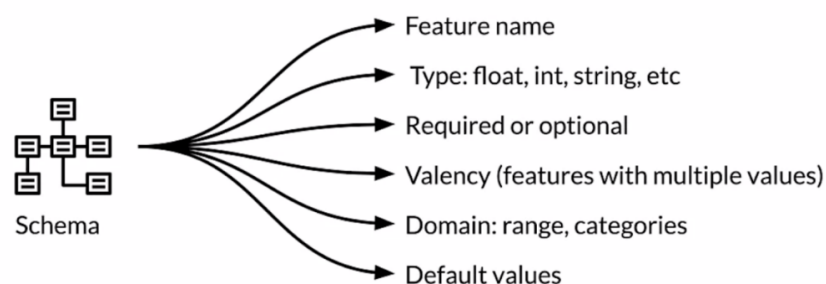 Feature name
Type: float, int, string, etc
Required or optional
Valency (features with multiple values)
Schema
Domain: range, categories
Default values